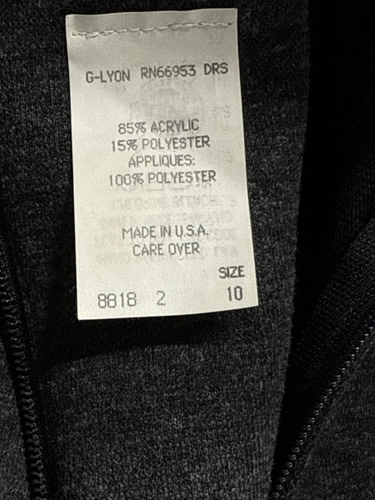 G-LYON RN66953 DRS
85% ACRYLIC
15% POLYESTER
APPLIQUES:
100% POLYESTER
MADE IN U.S.A.
CARE OVER
SIZE
8818 2 10